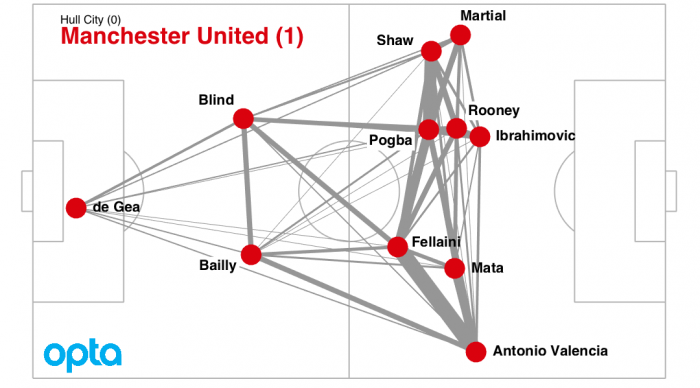 Hull City (0)
Manchester United (1)
Martial
Shaw
Blind
Rooney
Pogba
Ibrahimovic
de Gea
Fellaini
Bailly
Mata
Antonio Valencia
opta